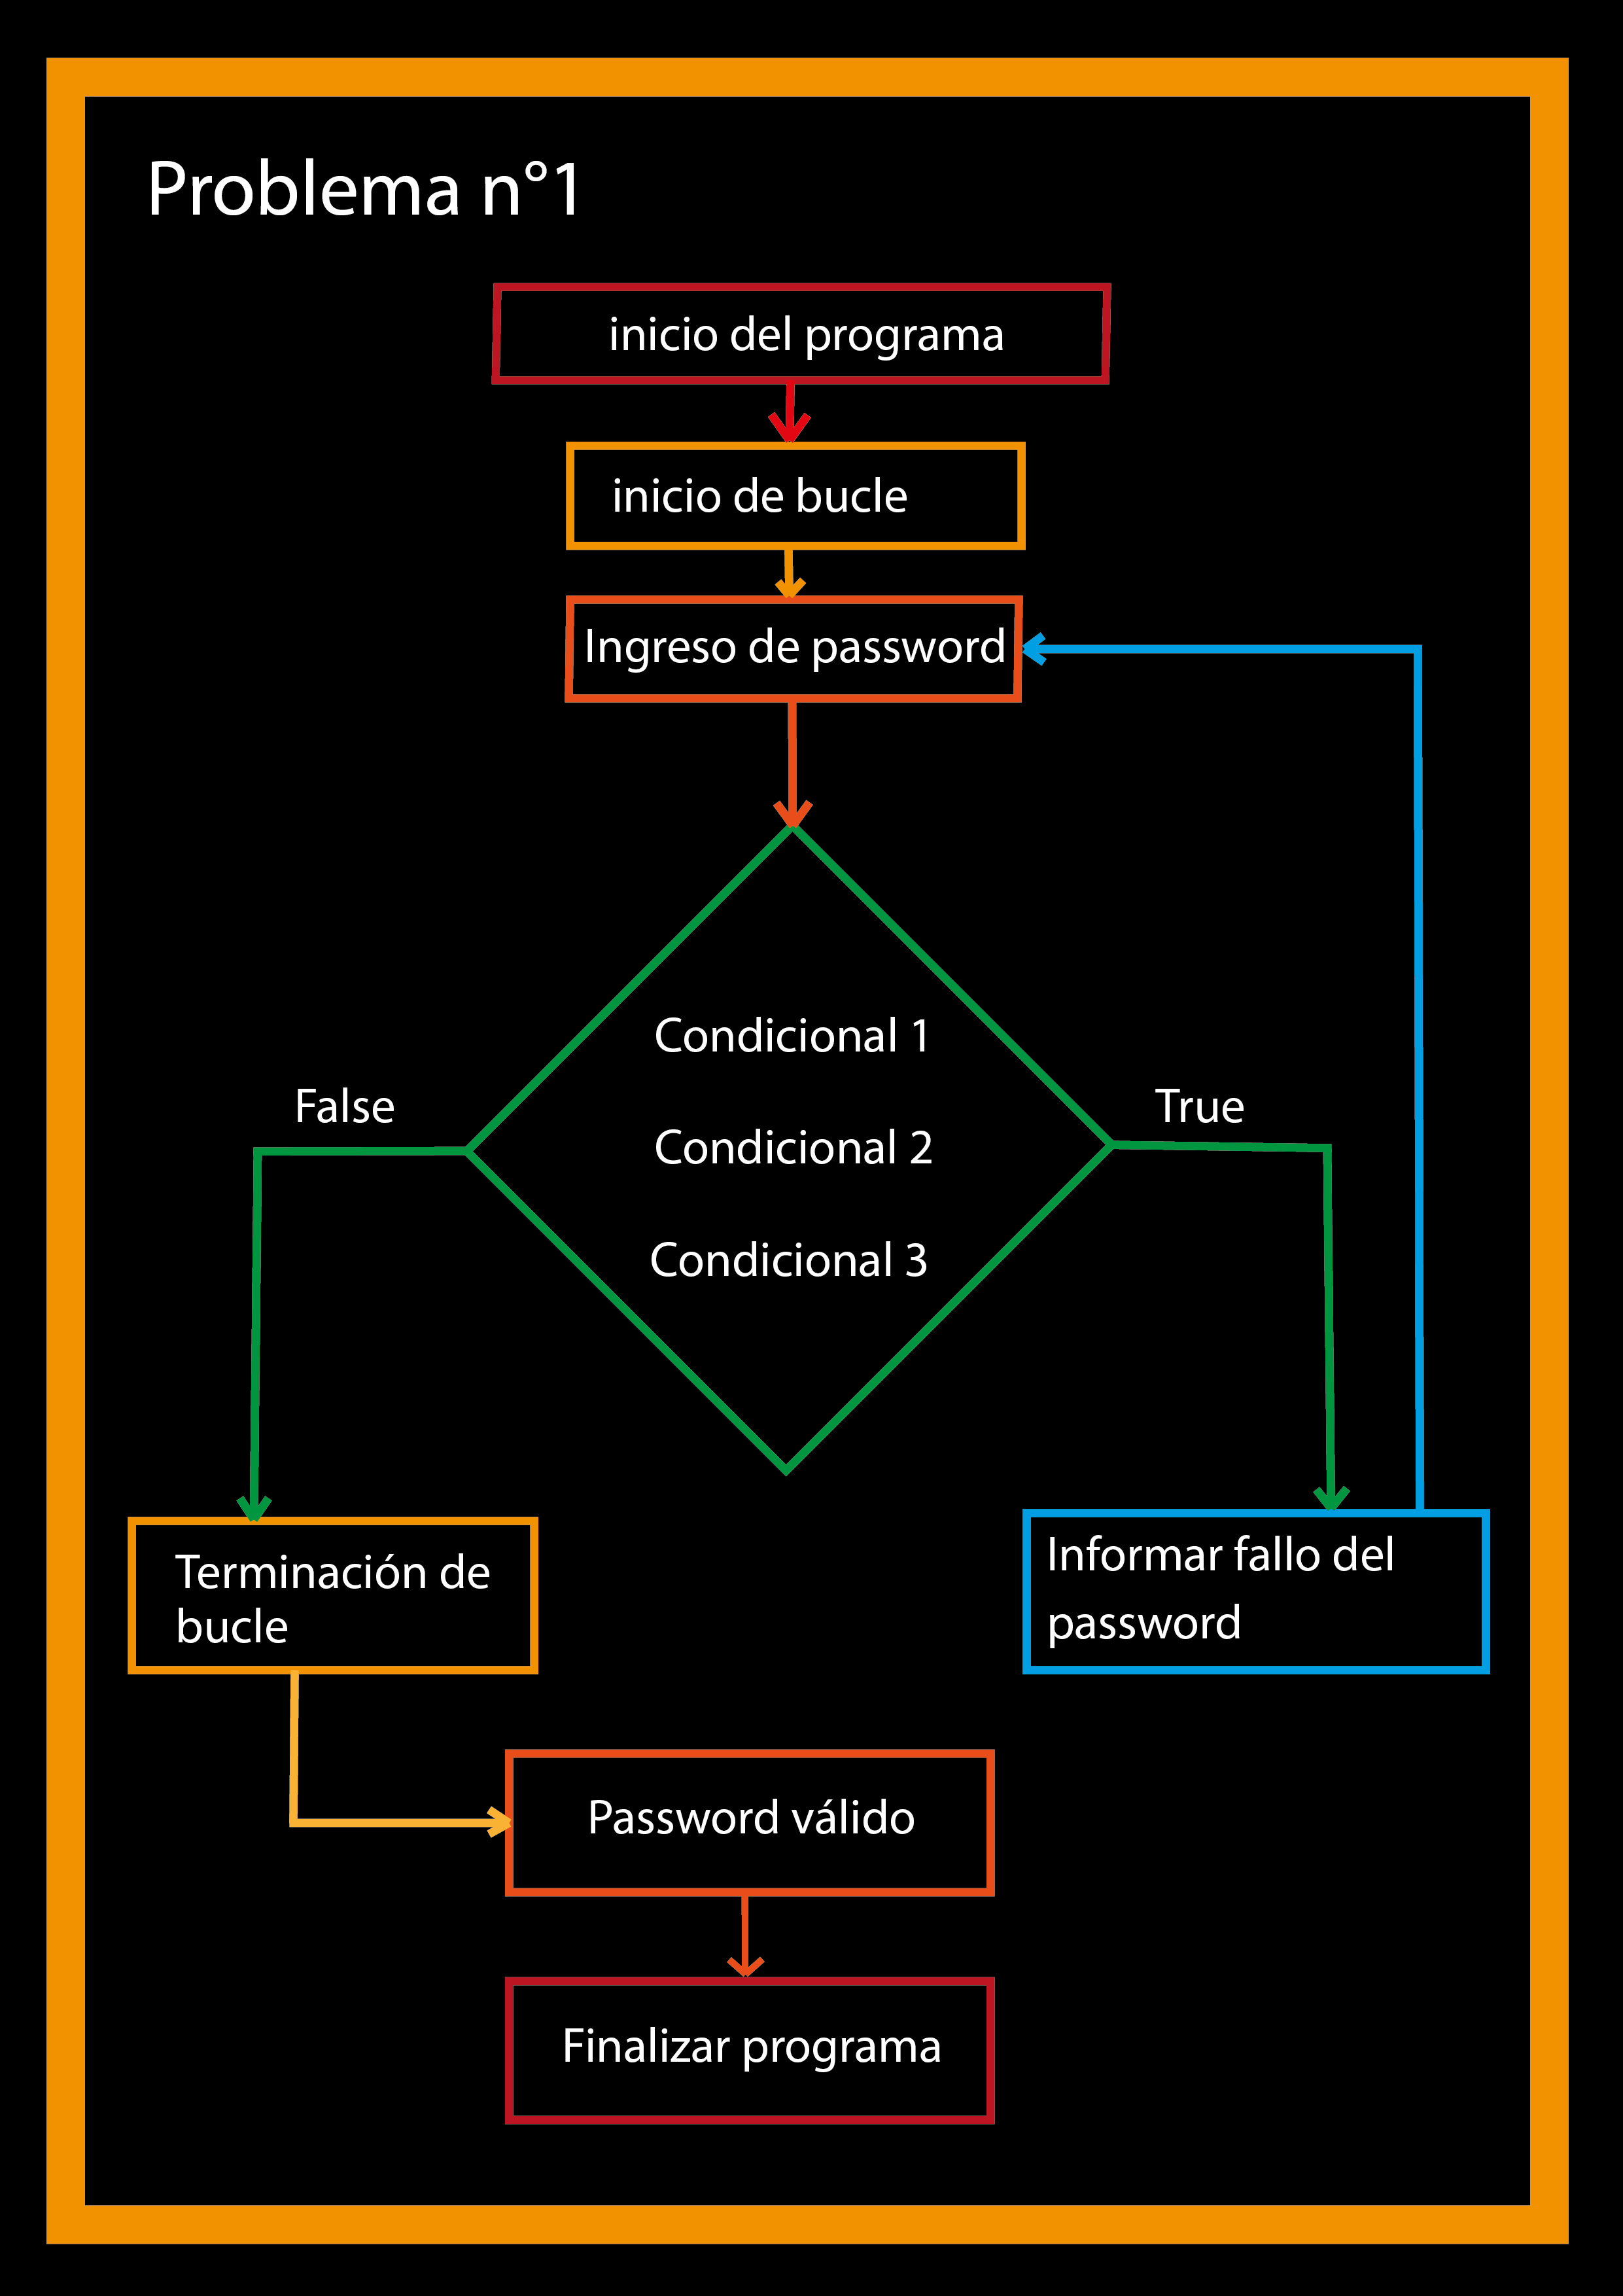 Problema n°1
inicio del programa
inicio de bucle
Ingreso de password
Condicional 1
False
True
Condicional 2
Condicional 3
Terminación de
bucle
Informar fallo del
password
Password válido
Finalizar programa